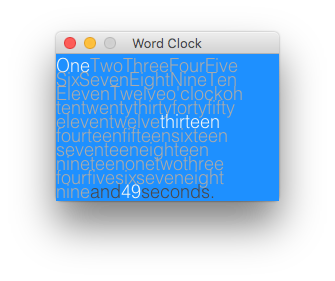 Word Clock
OneTwoThreeFourFive
SixSevenEightNineTen
ElevenTwelveo'clockoh
tentwentythirtyfortyfifty
eleventwelvethirteen
fourteenfifteensixteen
seventeeneighteen
nineteenonetwothree
fourfivesixseveneight
nineand49seconds.